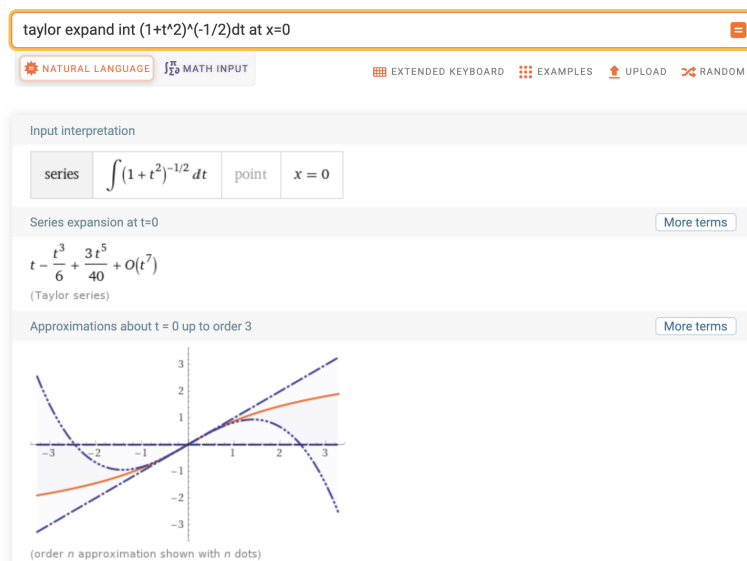 taylor expand int (1+t^2)^(-1/2)dt at x=0
NATURAL LANGUAGE MATH INPUT EXTENDED KEYBOARD EXAMPLES UPLOAD RANDOM
Input interpretation
series ∫(1 + t²)^(-1/2) dt point x = 0
Series expansion at t=0 More terms
t - t³/6 + 3 t⁵/40 + O(t⁷)
(Taylor series)
Approximations about t = 0 up to order 3 More terms
3
2
1
-3 -2 -1 1 2 3
-1
-2
-3
(order n approximation shown with n dots)